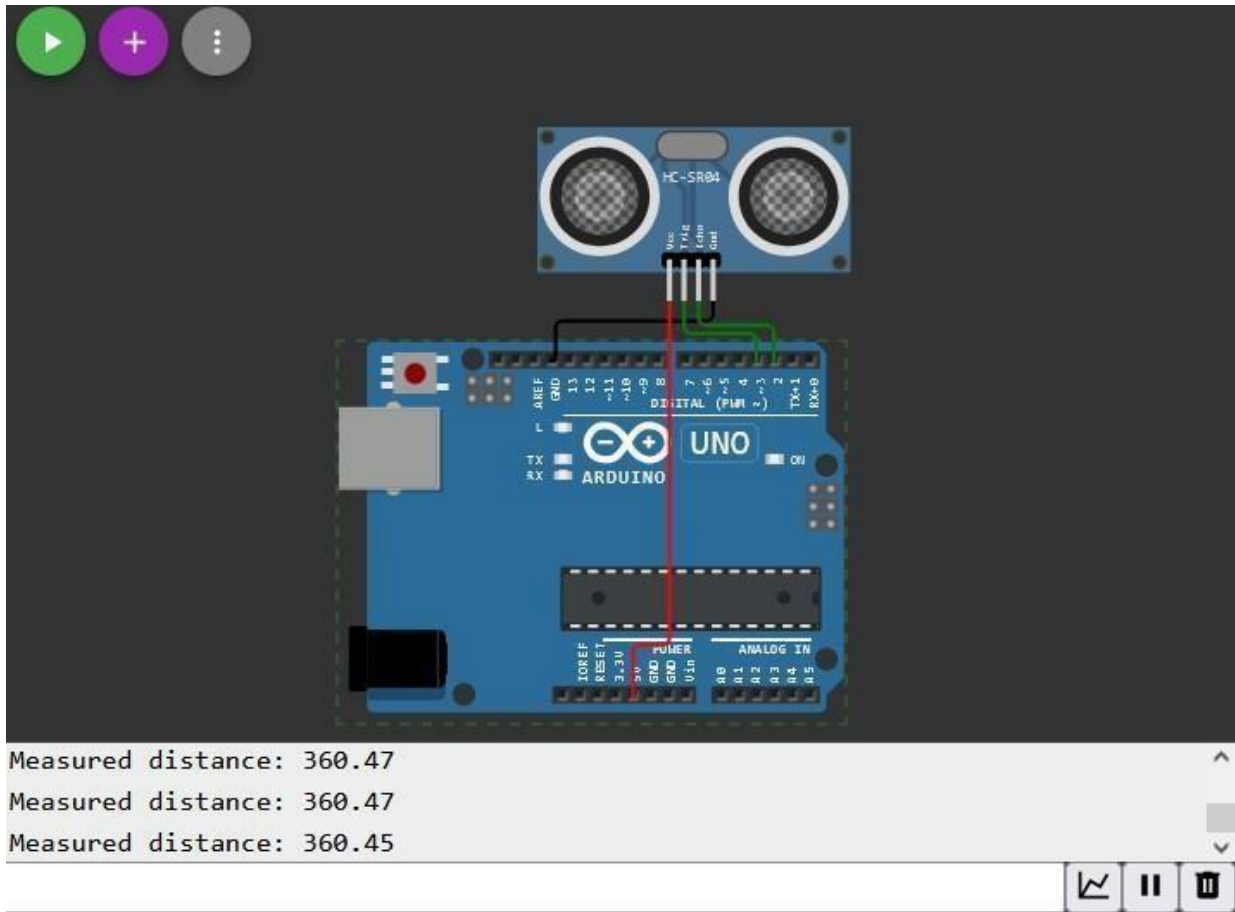 HC-SR04
Vcc
Trig
Echo
Gnd
AREF
GND
13
12
~11
~10
~9
8
7
~6
~5
4
~3
2
TX→1
RX←0
DIGITAL (PWM ~)
L
TX
RX
UNO
ON
ARDUINO
IOREF
RESET
3.3V
5V
GND
GND
Vin
POWER
ANALOG IN
A0
A1
A2
A3
A4
A5
Measured distance: 360.47
Measured distance: 360.47
Measured distance: 360.45